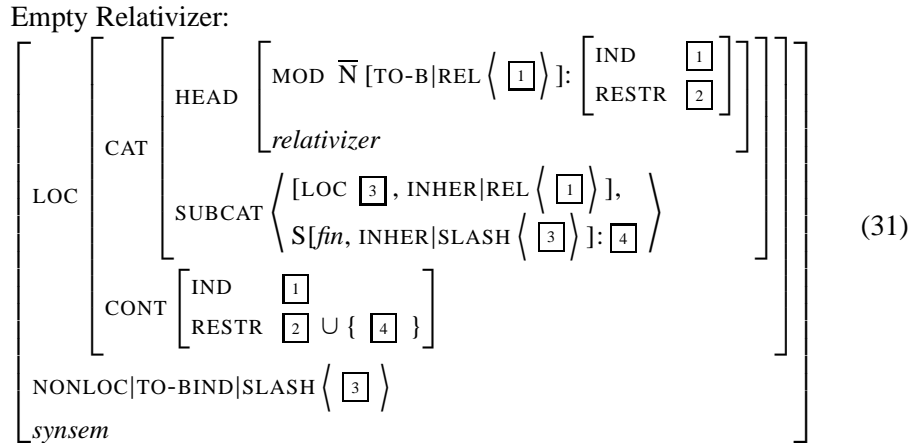 Empty Relativizer:
MOD N̅ [TO-B|REL ⟨ 1 ⟩ ]: IND 1
RESTR 2
HEAD
relativizer
CAT
[LOC 3 , INHER|REL ⟨ 1 ⟩ ],
LOC SUBCAT (31)
S[fin, INHER|SLASH ⟨ 3 ⟩ ]: 4
IND 1
CONT
RESTR 2 ∪ { 4 }
NONLOC|TO-BIND|SLASH ⟨ 3 ⟩
synsem